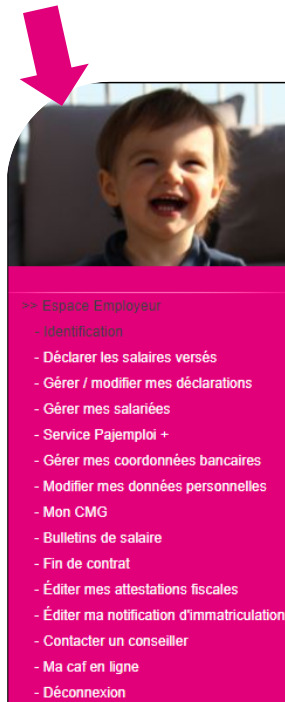 >> Espace Employeur
- Identification
- Déclarer les salaires versés
- Gérer / modifier mes déclarations
- Gérer mes salariées
- Service Pajemploi +
- Gérer mes coordonnées bancaires
- Modifier mes données personnelles
- Mon CMG
- Bulletins de salaire
- Fin de contrat
- Éditer mes attestations fiscales
- Éditer ma notification d'immatriculation
- Contacter un conseiller
- Ma caf en ligne
- Déconnexion